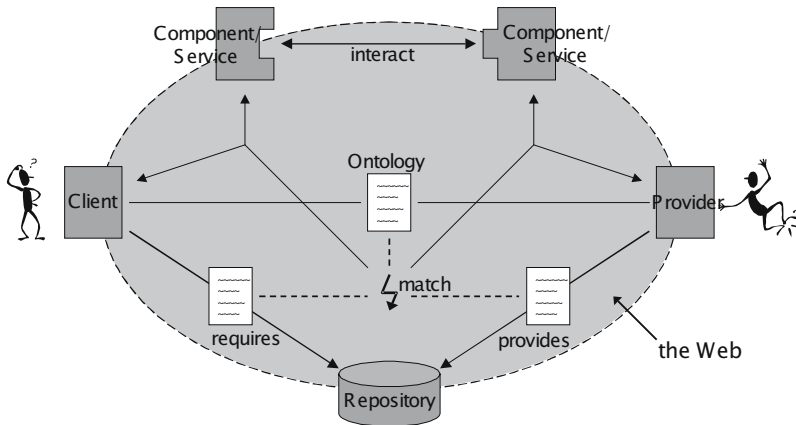 Component/
Service
interact
Component/
Service
Ontology
?
Client
Provider
match
requires
provides
the Web
Repository